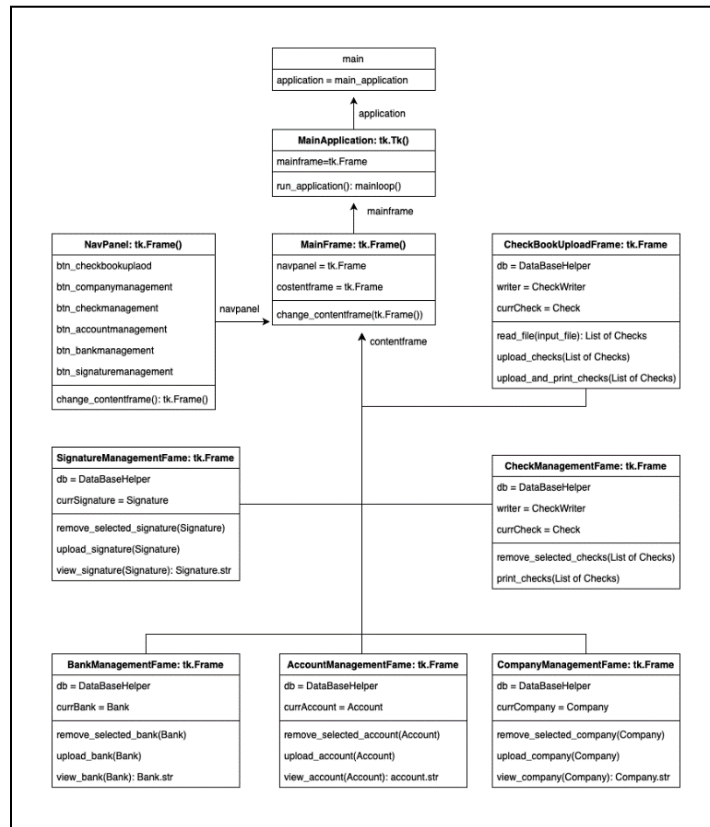 main
application = main_application
application
MainApplication: tk.Tk()
mainframe=tk.Frame
run_application(): mainloop()
mainframe
NavPanel: tk.Frame()
btn_checkbookuplaod
btn_companymanagement
btn_checkmanagement
btn_accountmanagement
btn_bankmanagement
btn_signaturemanagement
change_contentframe(): tk.Frame()
navpanel
MainFrame: tk.Frame()
navpanel = tk.Frame
costentframe = tk.Frame
change_contentframe(tk.Frame())
contentframe
CheckBookUploadFrame: tk.Frame
db = DataBaseHelper
writer = CheckWriter
currCheck = Check
read_file(input_file): List of Checks
upload_checks(List of Checks)
upload_and_print_checks(List of Checks)
SignatureManagementFame: tk.Frame
db = DataBaseHelper
currSignature = Signature
remove_selected_signature(Signature)
upload_signature(Signature)
view_signature(Signature): Signature.str
CheckManagementFame: tk.Frame
db = DataBaseHelper
writer = CheckWriter
currCheck = Check
remove_selected_checks(List of Checks)
print_checks(List of Checks)
BankManagementFame: tk.Frame
db = DataBaseHelper
currBank = Bank
remove_selected_bank(Bank)
upload_bank(Bank)
view_bank(Bank): Bank.str
AccountManagementFame: tk.Frame
db = DataBaseHelper
currAccount = Account
remove_selected_account(Account)
upload_account(Account)
view_account(Account): account.str
CompanyManagementFame: tk.Frame
db = DataBaseHelper
currCompany = Company
remove_selected_company(Company)
upload_company(Company)
view_company(Company): Company.str